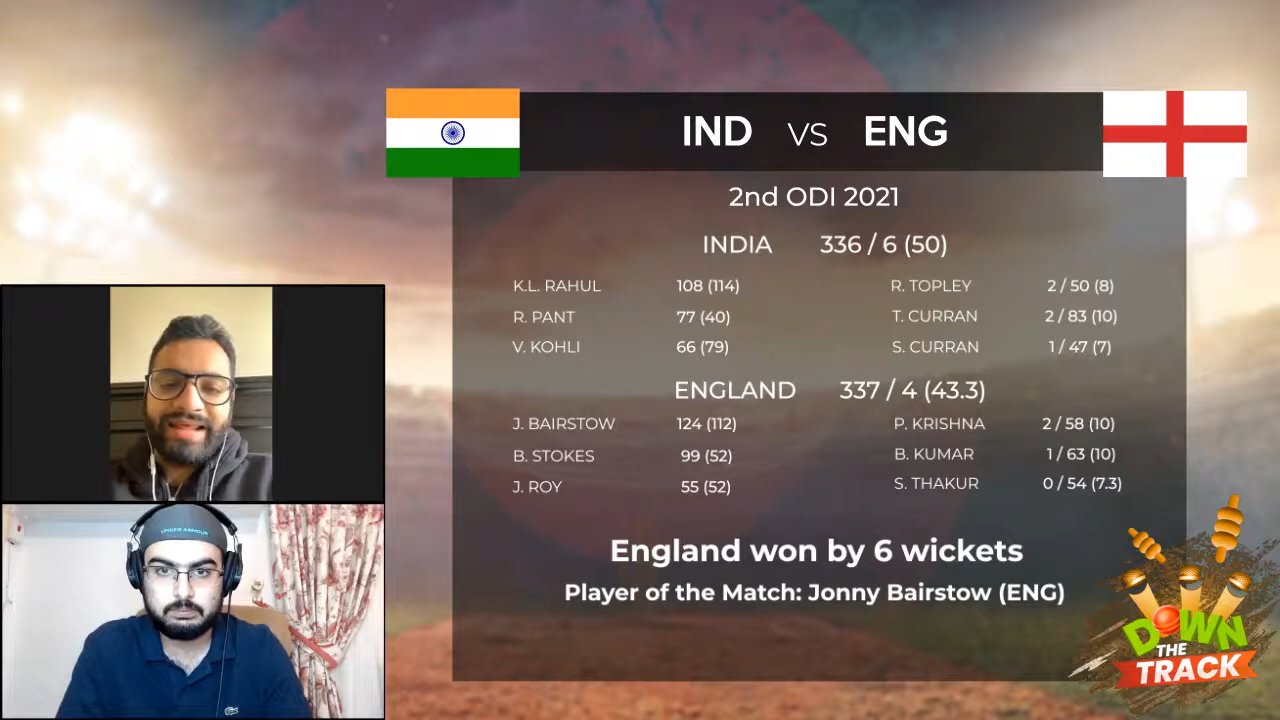 IND VS ENG
2nd ODI 2021
INDIA 336 / 6 (50)
K.L. RAHUL 108 (114) R. TOPLEY 2 / 50 (8)
R. PANT 77 (40) T. CURRAN 2 / 83 (10)
V. KOHLI 66 (79) S. CURRAN 1 / 47 (7)
ENGLAND 337 / 4 (43.3)
J. BAIRSTOW 124 (112) P. KRISHNA 2 / 58 (10)
B. STOKES 99 (52) B. KUMAR 1 / 63 (10)
J. ROY 55 (52) S. THAKUR 0 / 54 (7.3)
England won by 6 wickets
Player of the Match: Jonny Bairstow (ENG)
UNDER ARMOUR
DOWN
THE
TRACK